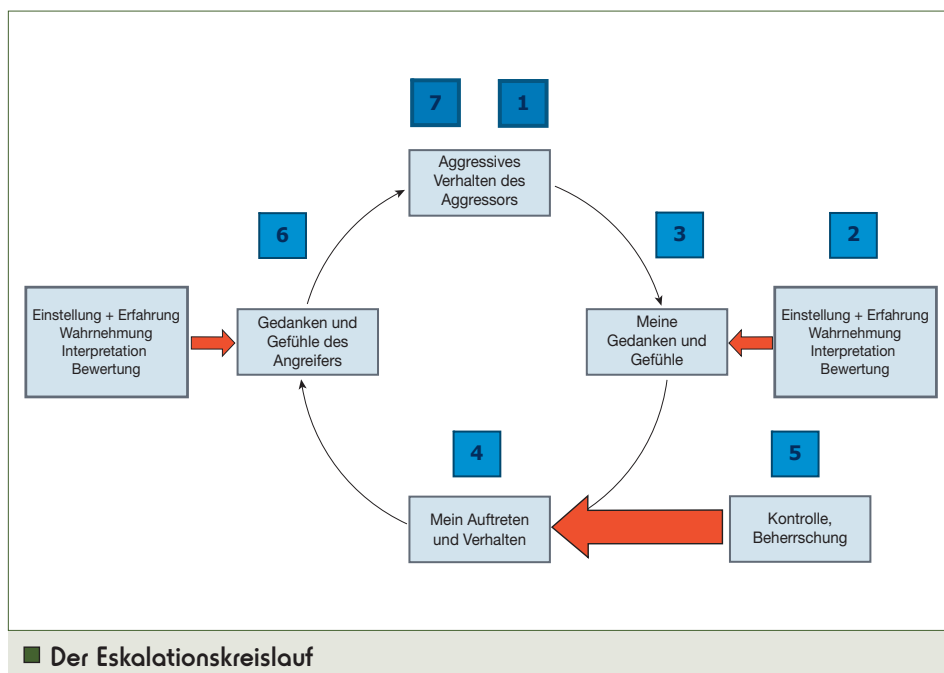 7
1
Aggressives
Verhalten des
Aggressors
6
3
2
Einstellung + Erfahrung
Wahrnehmung
Interpretation
Bewertung
Gedanken und
Gefühle des
Angreifers
Meine
Gedanken und
Gefühle
Einstellung + Erfahrung
Wahrnehmung
Interpretation
Bewertung
4
5
Mein Auftreten
und Verhalten
Kontrolle,
Beherrschung
Der Eskalationskreislauf